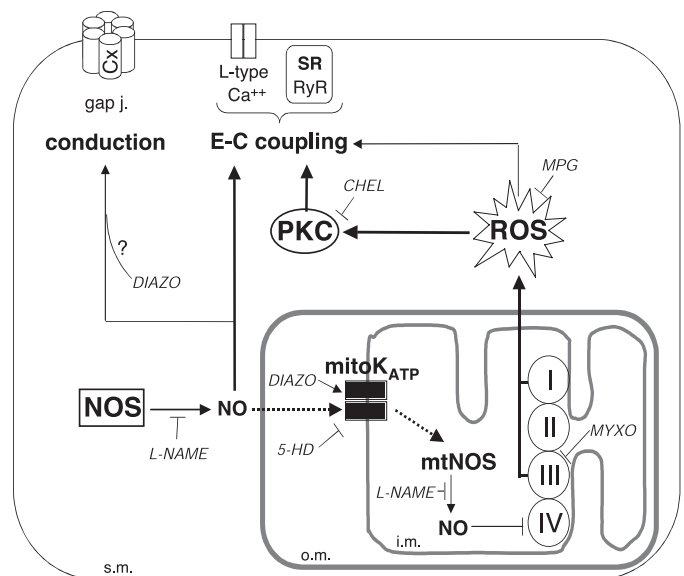 Cx
gap j.
conduction
L-type
Ca++
SR
RyR
E-C coupling
MPG
CHEL
PKC
ROS
?
DIAZO
mitoKATP
DIAZO
NOS
NO
L-NAME
5-HD
I
II
III
IV
MYXO
mtNOS
L-NAME
NO
i.m.
o.m.
s.m.